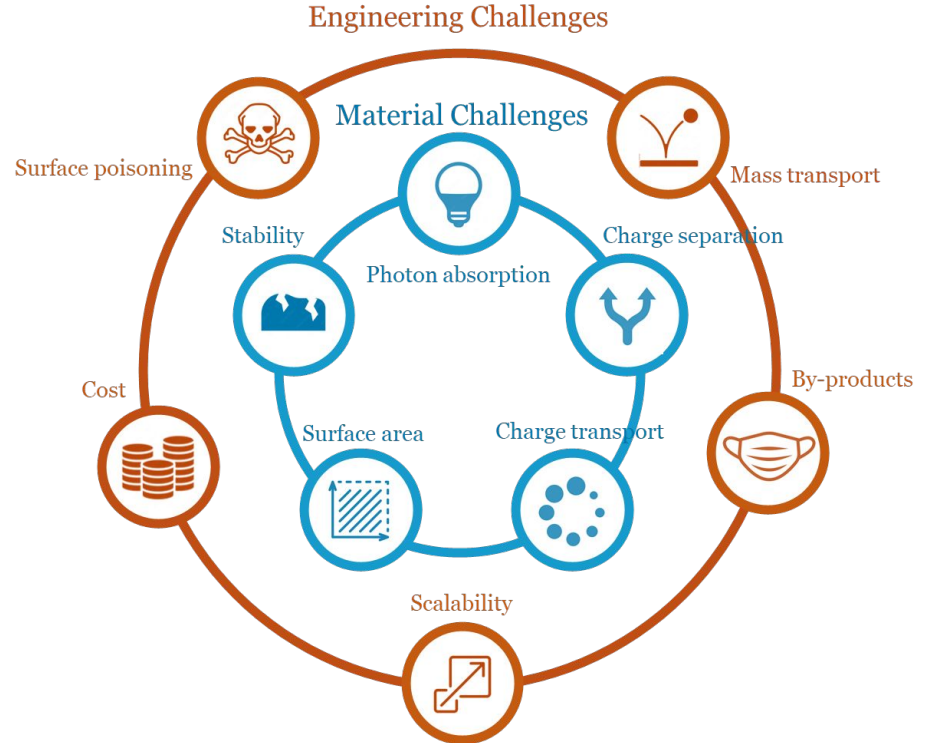 Engineering Challenges
Material Challenges
Surface poisoning
Mass transport
Stability
Charge separation
Photon absorption
Cost
By-products
Surface area
Charge transport
Scalability